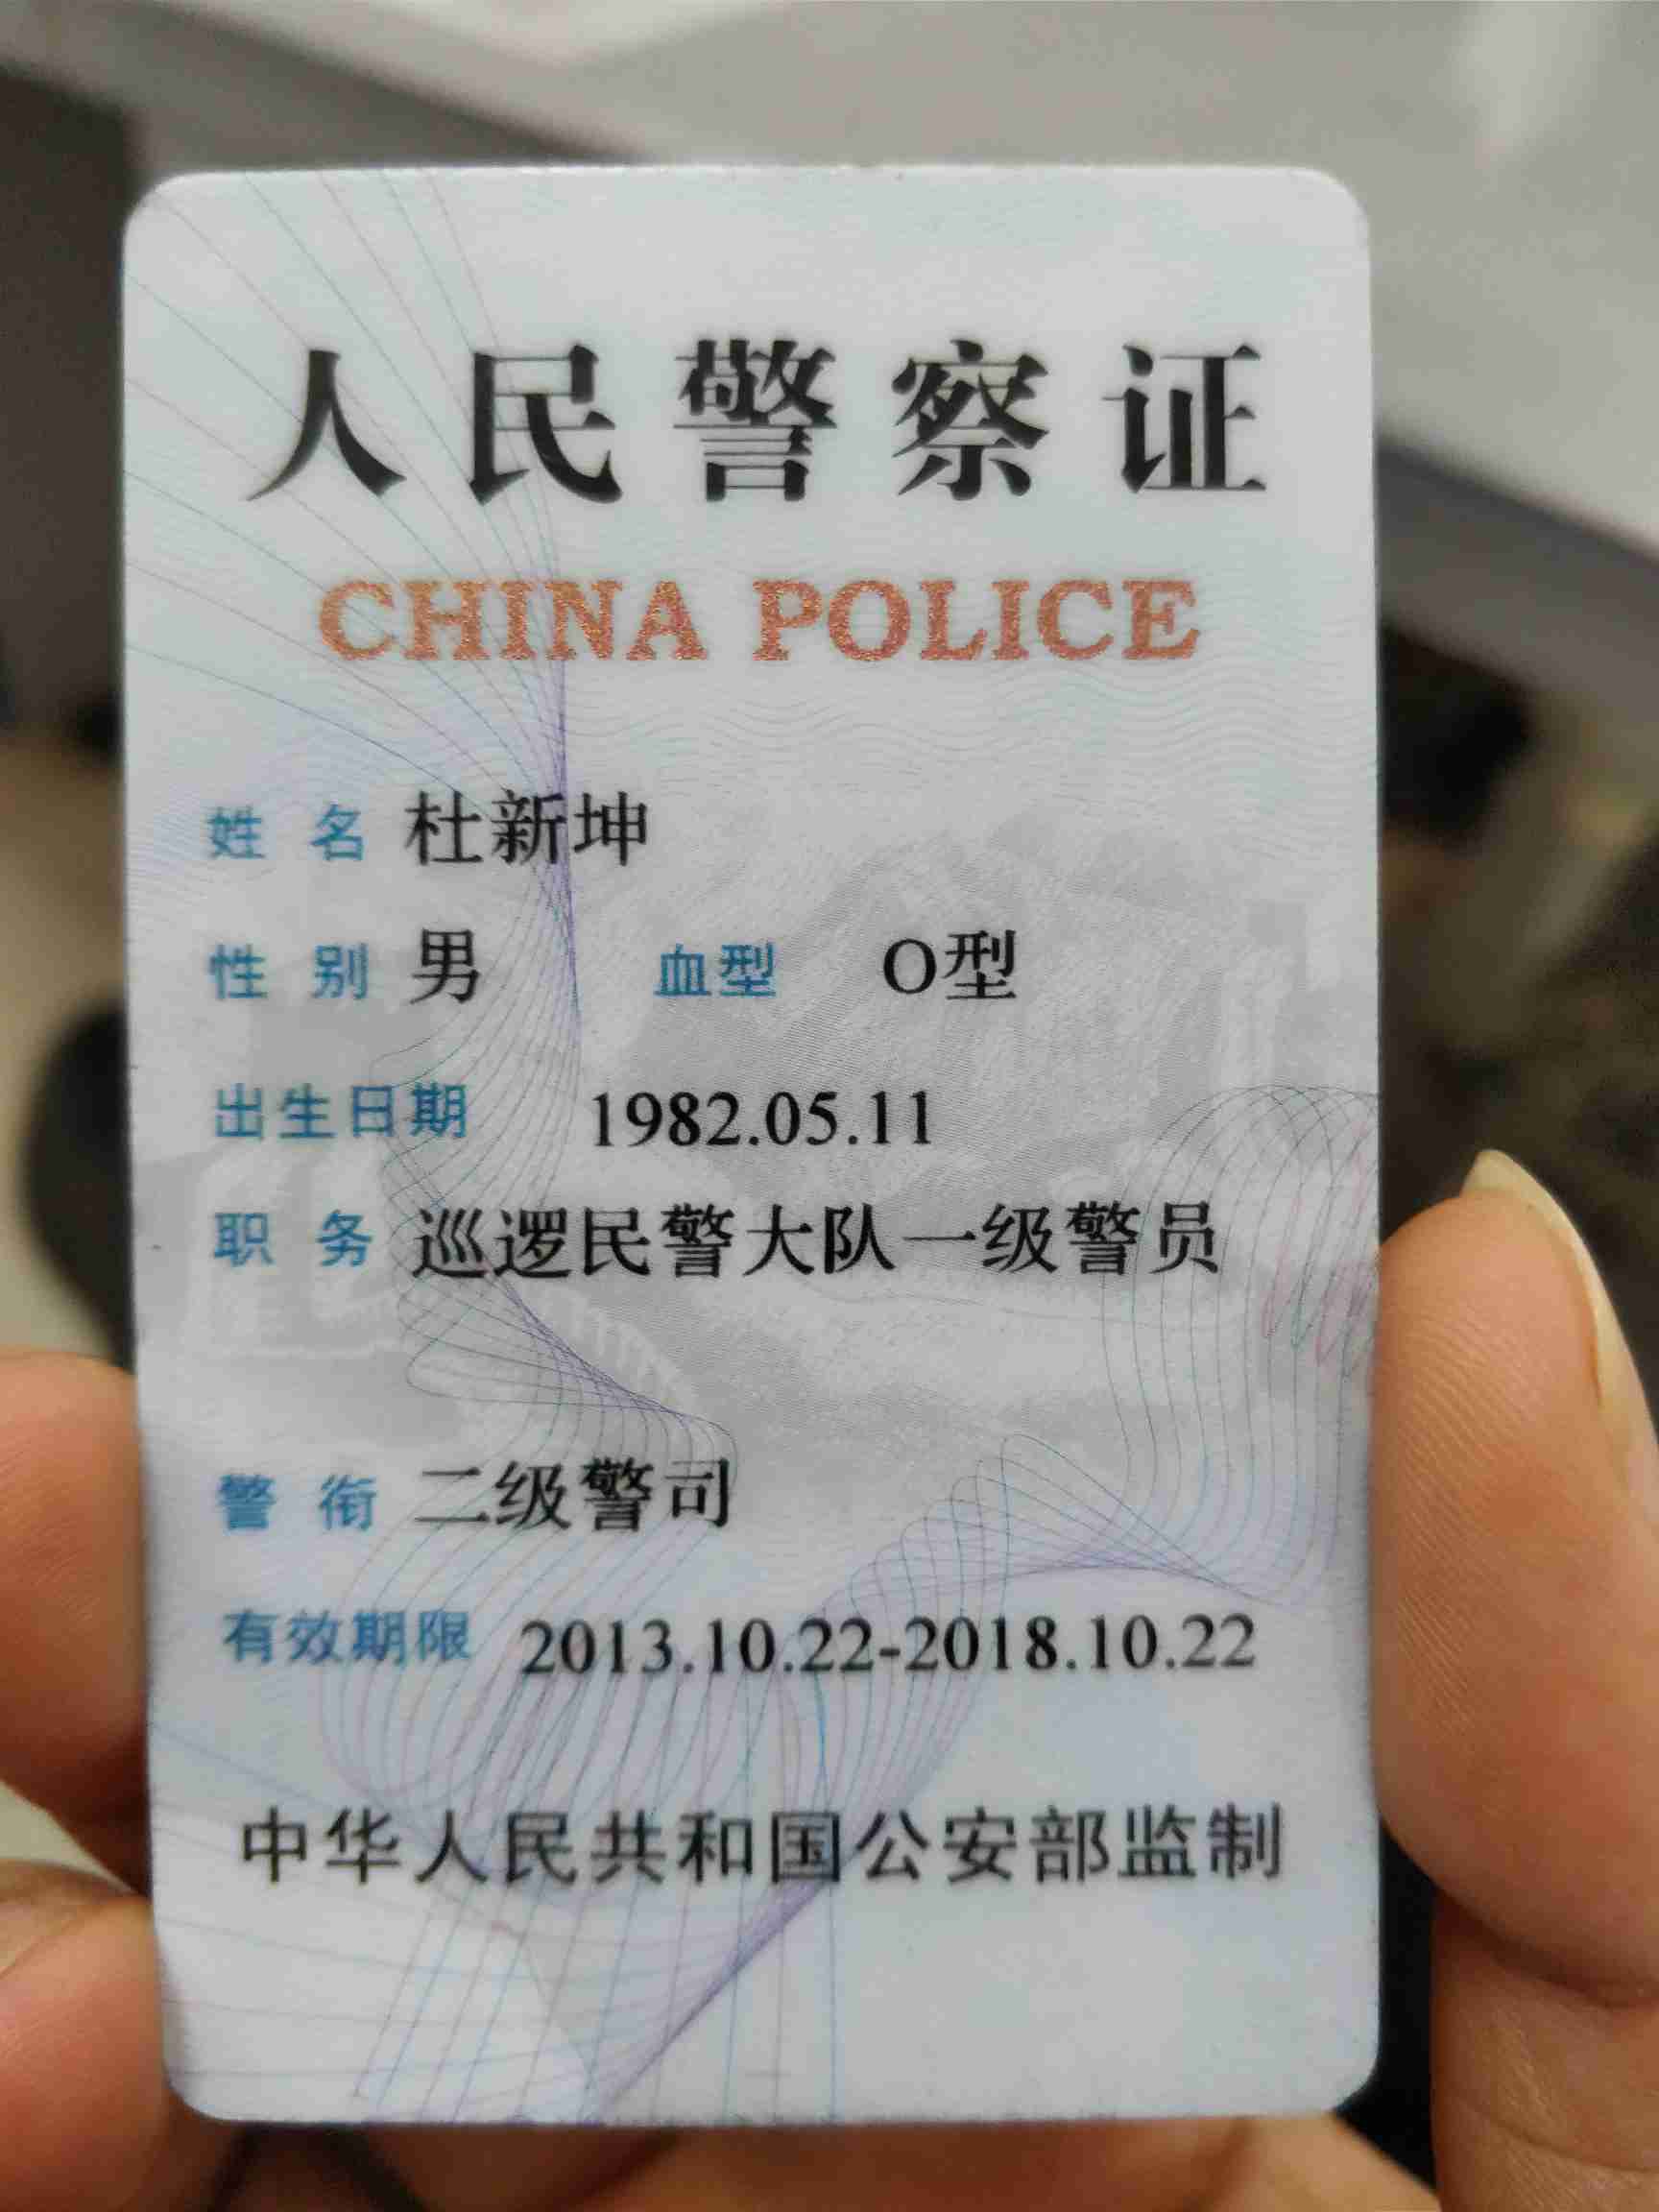 人民警察证
CHINA POLICE
姓 名 杜新坤
性 别 男 血型 O型
出生日期 1982.05.11
职 务 巡逻民警大队一级警员
警 衔 二级警司
有效期限 2013.10.22-2018.10.22
中华人民共和国公安部监制